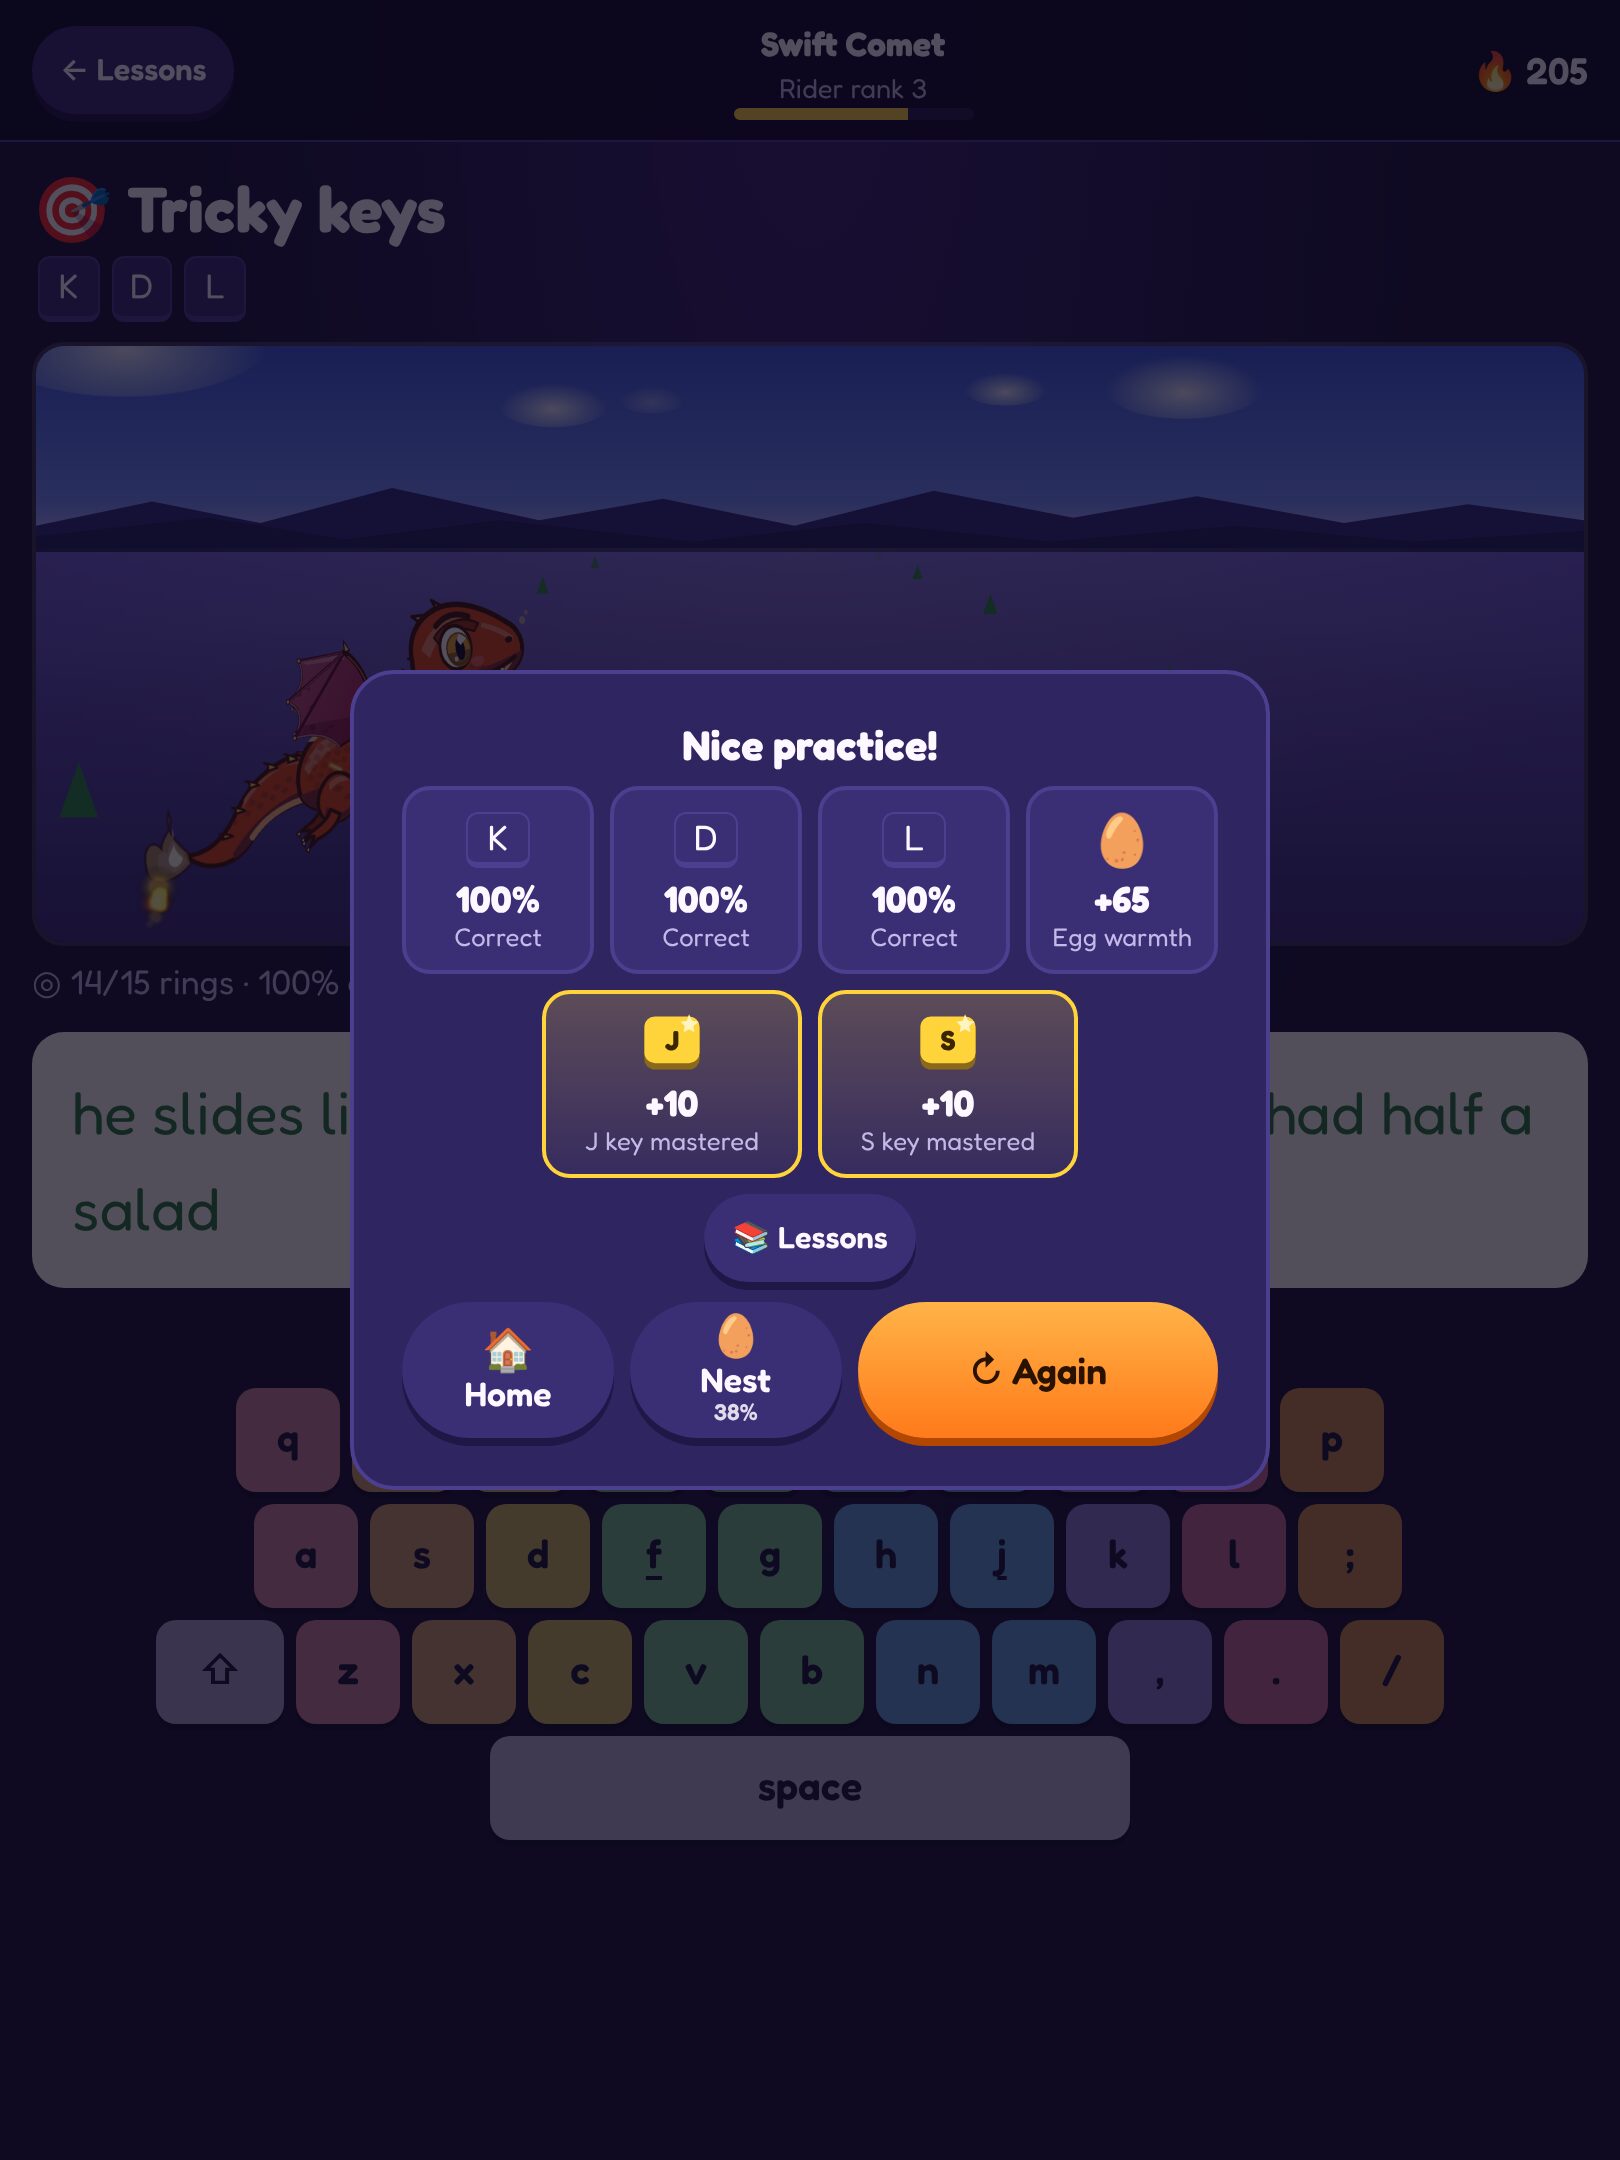 ← Lessons
Swift Comet
Rider rank 3
🔥 205
🎯 Tricky keys
K D L
Nice practice!
K D L
100% 100% 100% +65
Correct Correct Correct Egg warmth
J S
+10 +10
J key mastered S key mastered
◎ 14/15 rings · 100%
he slides li had half a
salad
📚 Lessons
🏠 Home
Nest
38%
↻ Again
q p
a s d f g h j k l ;
⇧ z x c v b n m , . /
space